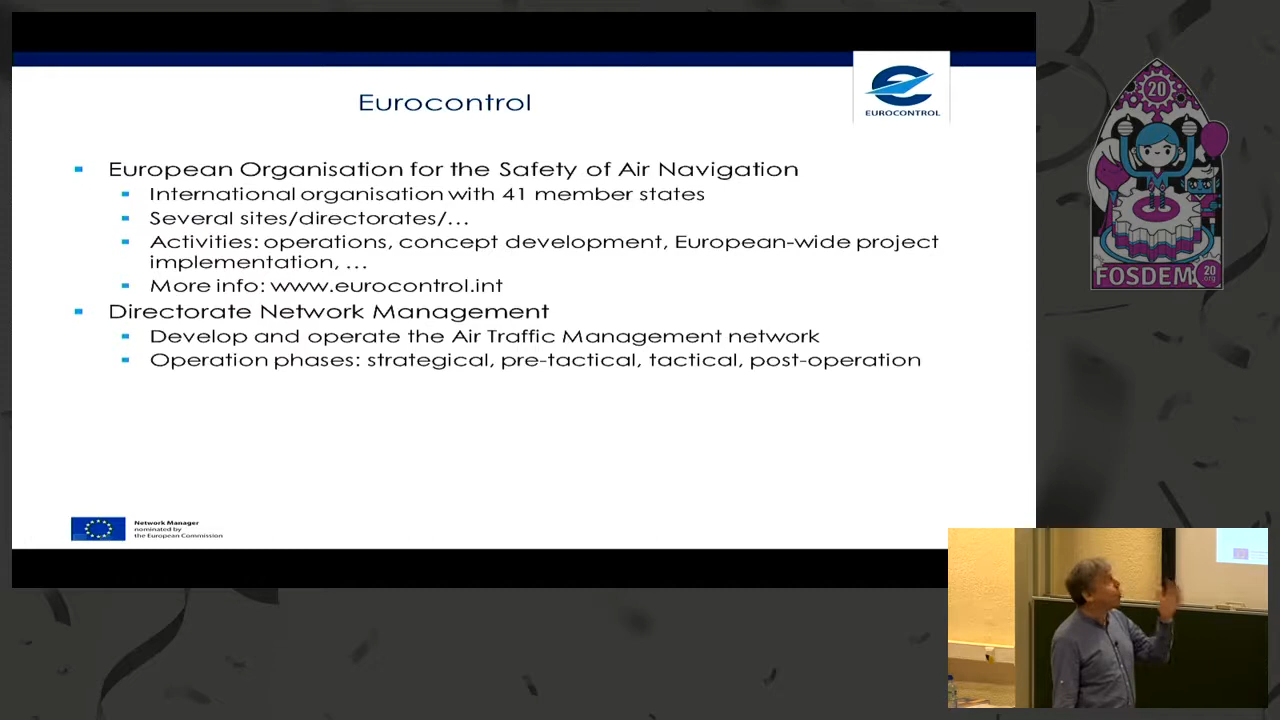 Eurocontrol
EUROCONTROL
European Organisation for the Safety of Air Navigation
International organisation with 41 member states
Several sites/directorates/...
Activities: operations, concept development, European-wide project
implementation, ...
More info: www.eurocontrol.int
Directorate Network Management
Develop and operate the Air Traffic Management network
Operation phases: strategical, pre-tactical, tactical, post-operation
Network Manager
nominated by
the European Commission
20
FOSDEM
20
.org